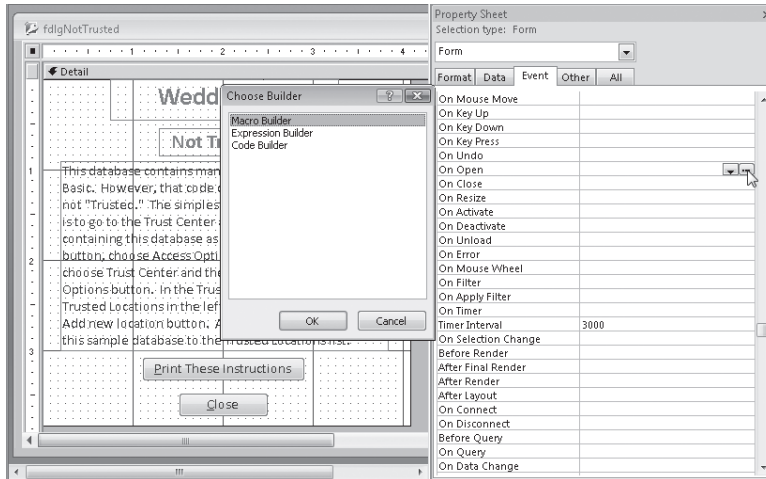 fdlgNotTrusted
1 2 3 4
Detail
Wedd
Not Tr
This database contains man
Basic. However, that code
not "Trusted." The simples
is to go to the Trust Center
containing this database as
button, choose Access Opti
choose Trust Center and the
Options button. In the Trus
Trusted Locations in the lef
Add new location button. A
this sample database to the Trusted Locations list.
Print These Instructions
Close
1
2
3
Choose Builder
Macro Builder
Expression Builder
Code Builder
OK Cancel
Property Sheet
Selection type: Form
Form
Format Data Event Other All
On Mouse Move
On Key Up
On Key Down
On Key Press
On Undo
On Open
On Close
On Resize
On Activate
On Deactivate
On Unload
On Error
On Mouse Wheel
On Filter
On Apply Filter
On Timer
Timer Interval 3000
On Selection Change
Before Render
After Final Render
After Render
After Layout
On Connect
On Disconnect
Before Query
On Query
On Data Change